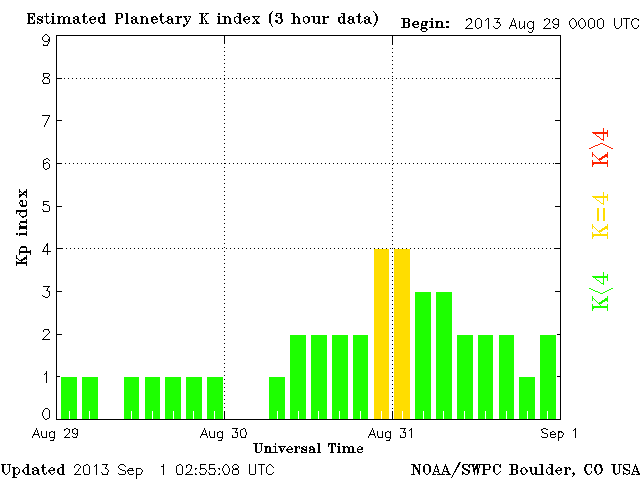 Estimated Planetary K index (3 hour data) Begin: 2013 Aug 29 0000 UTC
9
8
7
6
5
4
3
2
1
0
Kp index
K>4
K=4
K<4
Aug 29 Aug 30 Aug 31 Sep 1
Universal Time
Updated 2013 Sep 1 02:55:08 UTC NOAA/SWPC Boulder, CO USA